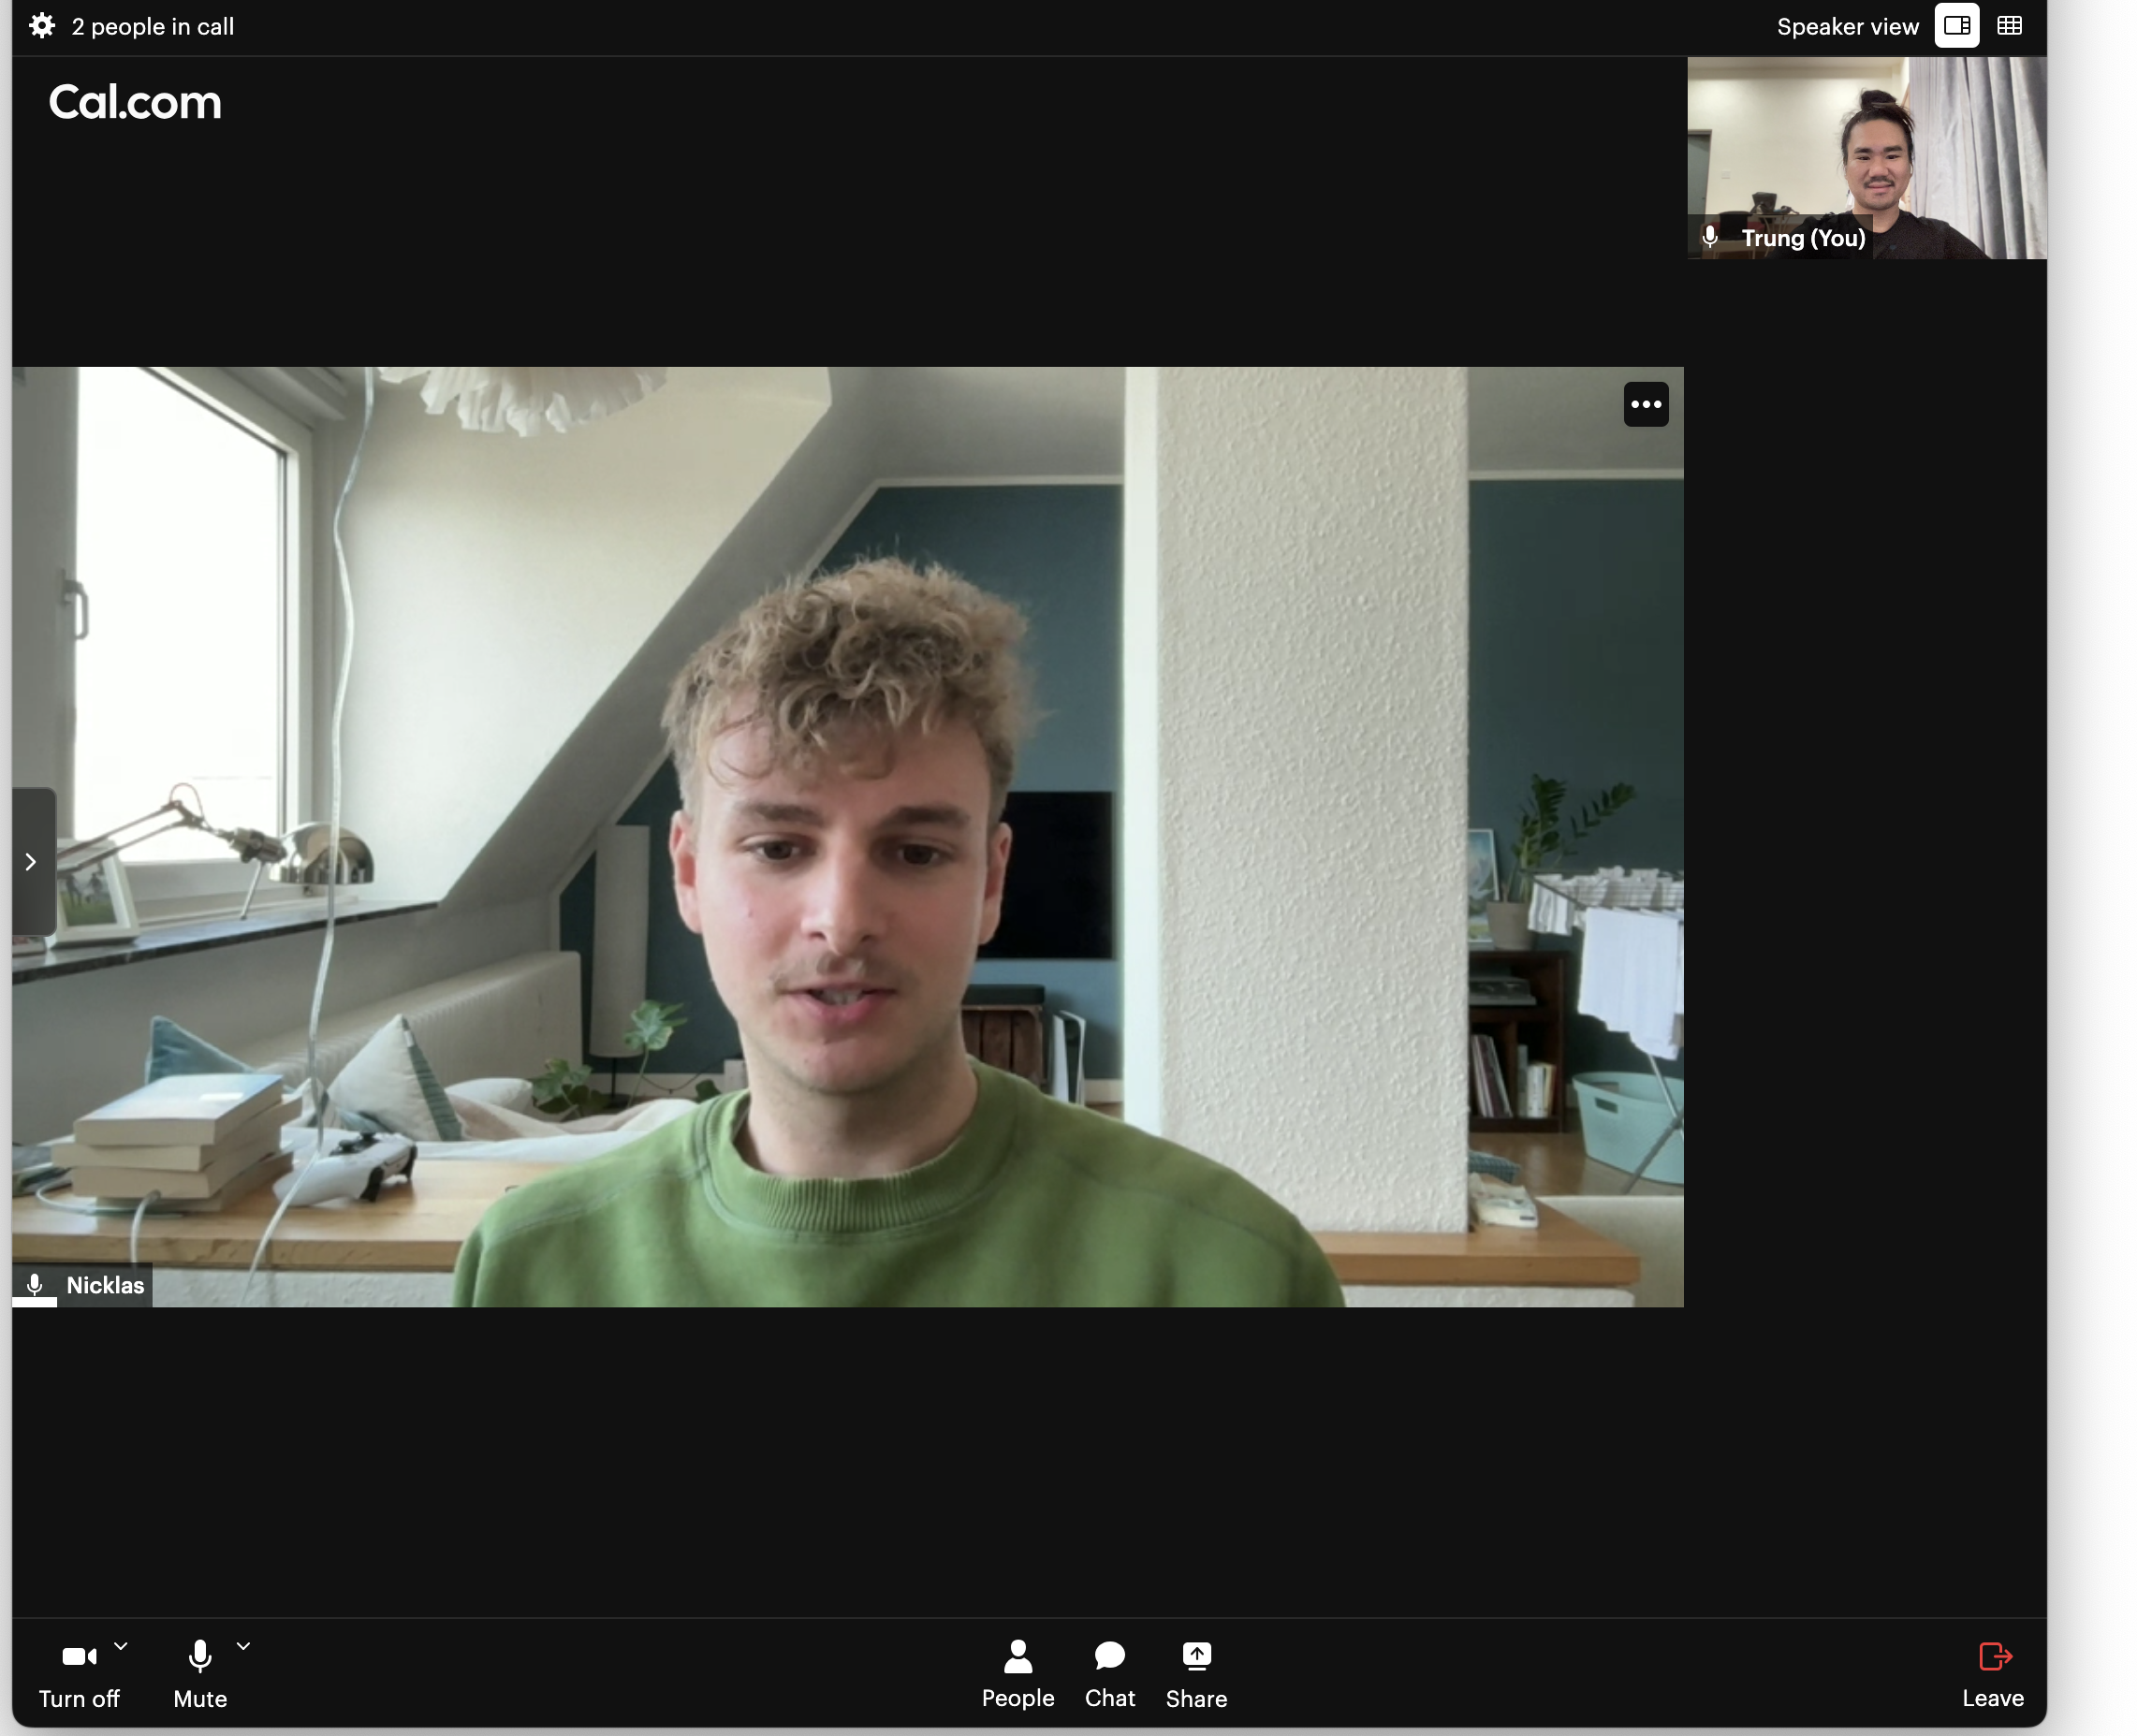 2 people in call
Speaker view
Cal.com
Trung (You)
Nicklas
Turn off
Mute
People
Chat
Share
Leave